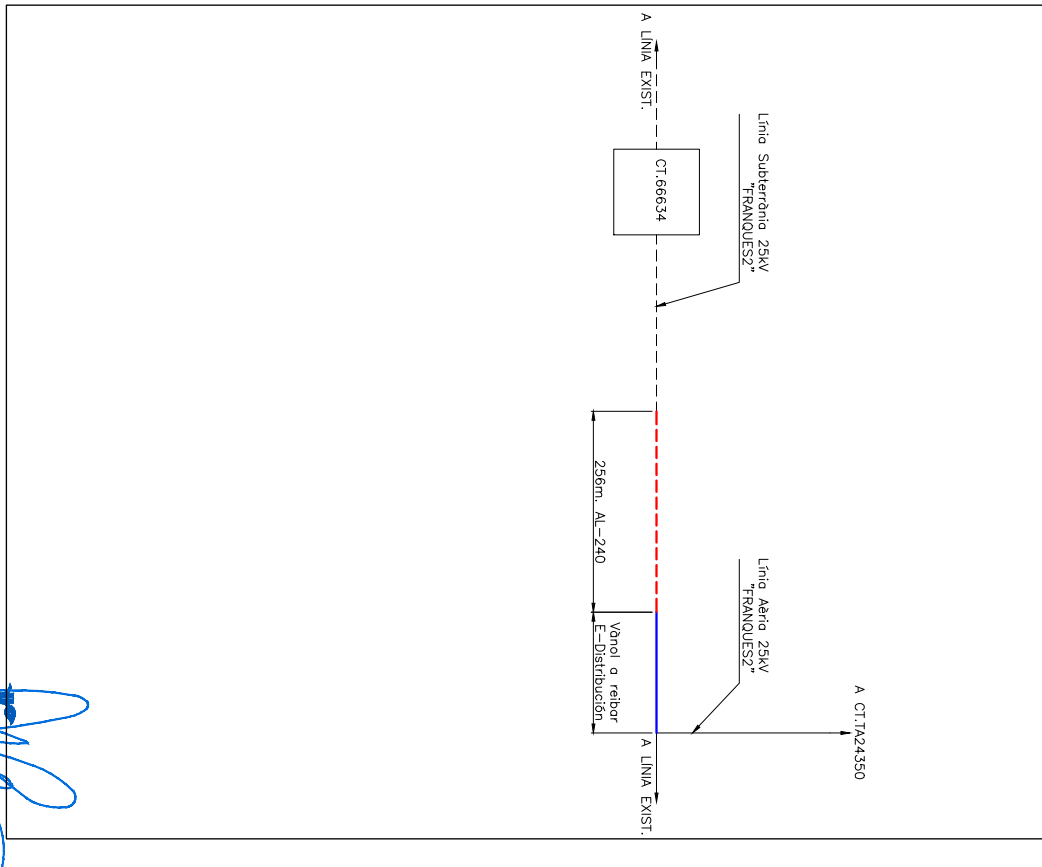 A LÍNIA EXIST.
Línia Subterrània 25kV
"FRANQUES2"
CT.66634
256m. AL-240
Línia Aèria 25kV
"FRANQUES2"
Vànol a reibar
E-Distribución
A CT.TA24350
A LÍNIA EXIST.